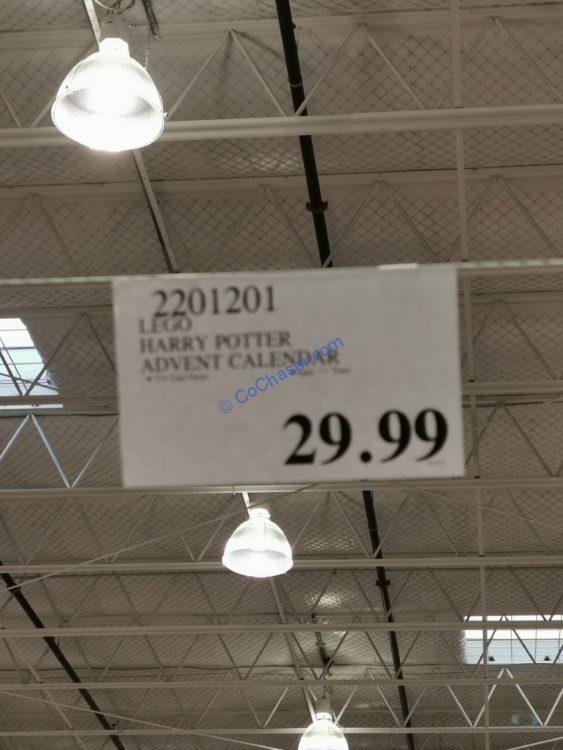 2201201
LEGO
HARRY POTTER
ADVENT CALENDAR
© CoChaser.com
29.99